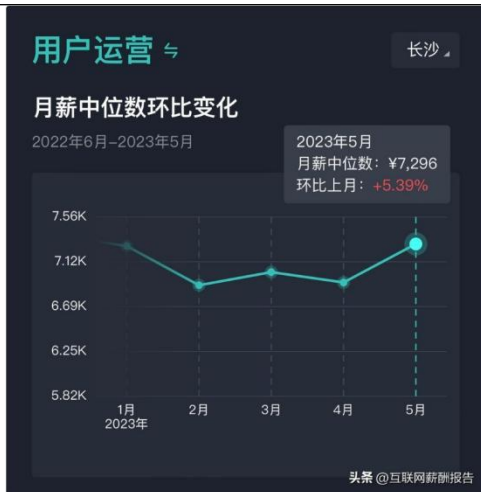 用户运营
长沙
月薪中位数环比变化
2022年6月-2023年5月
2023年5月
月薪中位数：¥7,296
环比上月：+5.39%
7.56K
7.12K
6.69K
6.25K
5.82K
1月 2月 3月 4月 5月
2023年
头条 @互联网薪酬报告